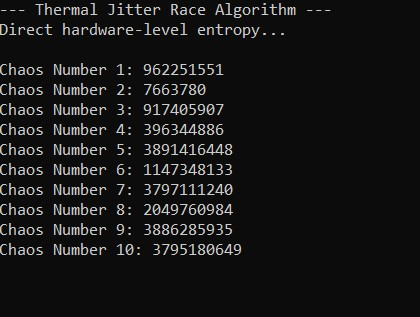 --- Thermal Jitter Race Algorithm ---
Direct hardware-level entropy...
Chaos Number 1: 962251551
Chaos Number 2: 7663780
Chaos Number 3: 917405907
Chaos Number 4: 396344886
Chaos Number 5: 3891416448
Chaos Number 6: 1147348133
Chaos Number 7: 3797111240
Chaos Number 8: 2049760984
Chaos Number 9: 3886285935
Chaos Number 10: 3795180649